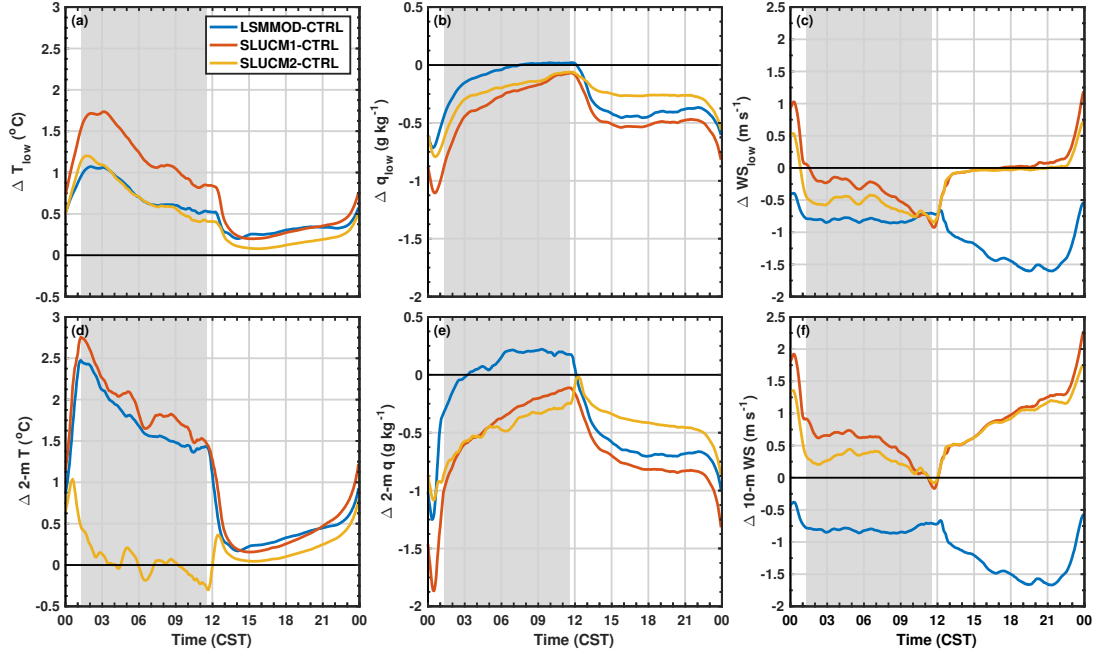 (a)
LSMMOD-CTRL
SLUCM1-CTRL
SLUCM2-CTRL
Δ T_low (°C)
3
2.5
2
1.5
1
0.5
0
-0.5
(b)
Δ q_low (g kg⁻¹)
0.5
0
-0.5
-1
-1.5
-2
(c)
Δ WS_low (m s⁻¹)
2.5
2
1.5
1
0.5
0
-0.5
-1
-1.5
-2
(d)
Δ 2-m T (°C)
3
2.5
2
1.5
1
0.5
0
-0.5
00 03 06 09 12 15 18 21 00
Time (CST)
(e)
Δ 2-m q (g kg⁻¹)
0.5
0
-0.5
-1
-1.5
-2
00 03 06 09 12 15 18 21 00
Time (CST)
(f)
Δ 10-m WS (m s⁻¹)
2.5
2
1.5
1
0.5
0
-0.5
-1
-1.5
-2
00 03 06 09 12 15 18 21 00
Time (CST)